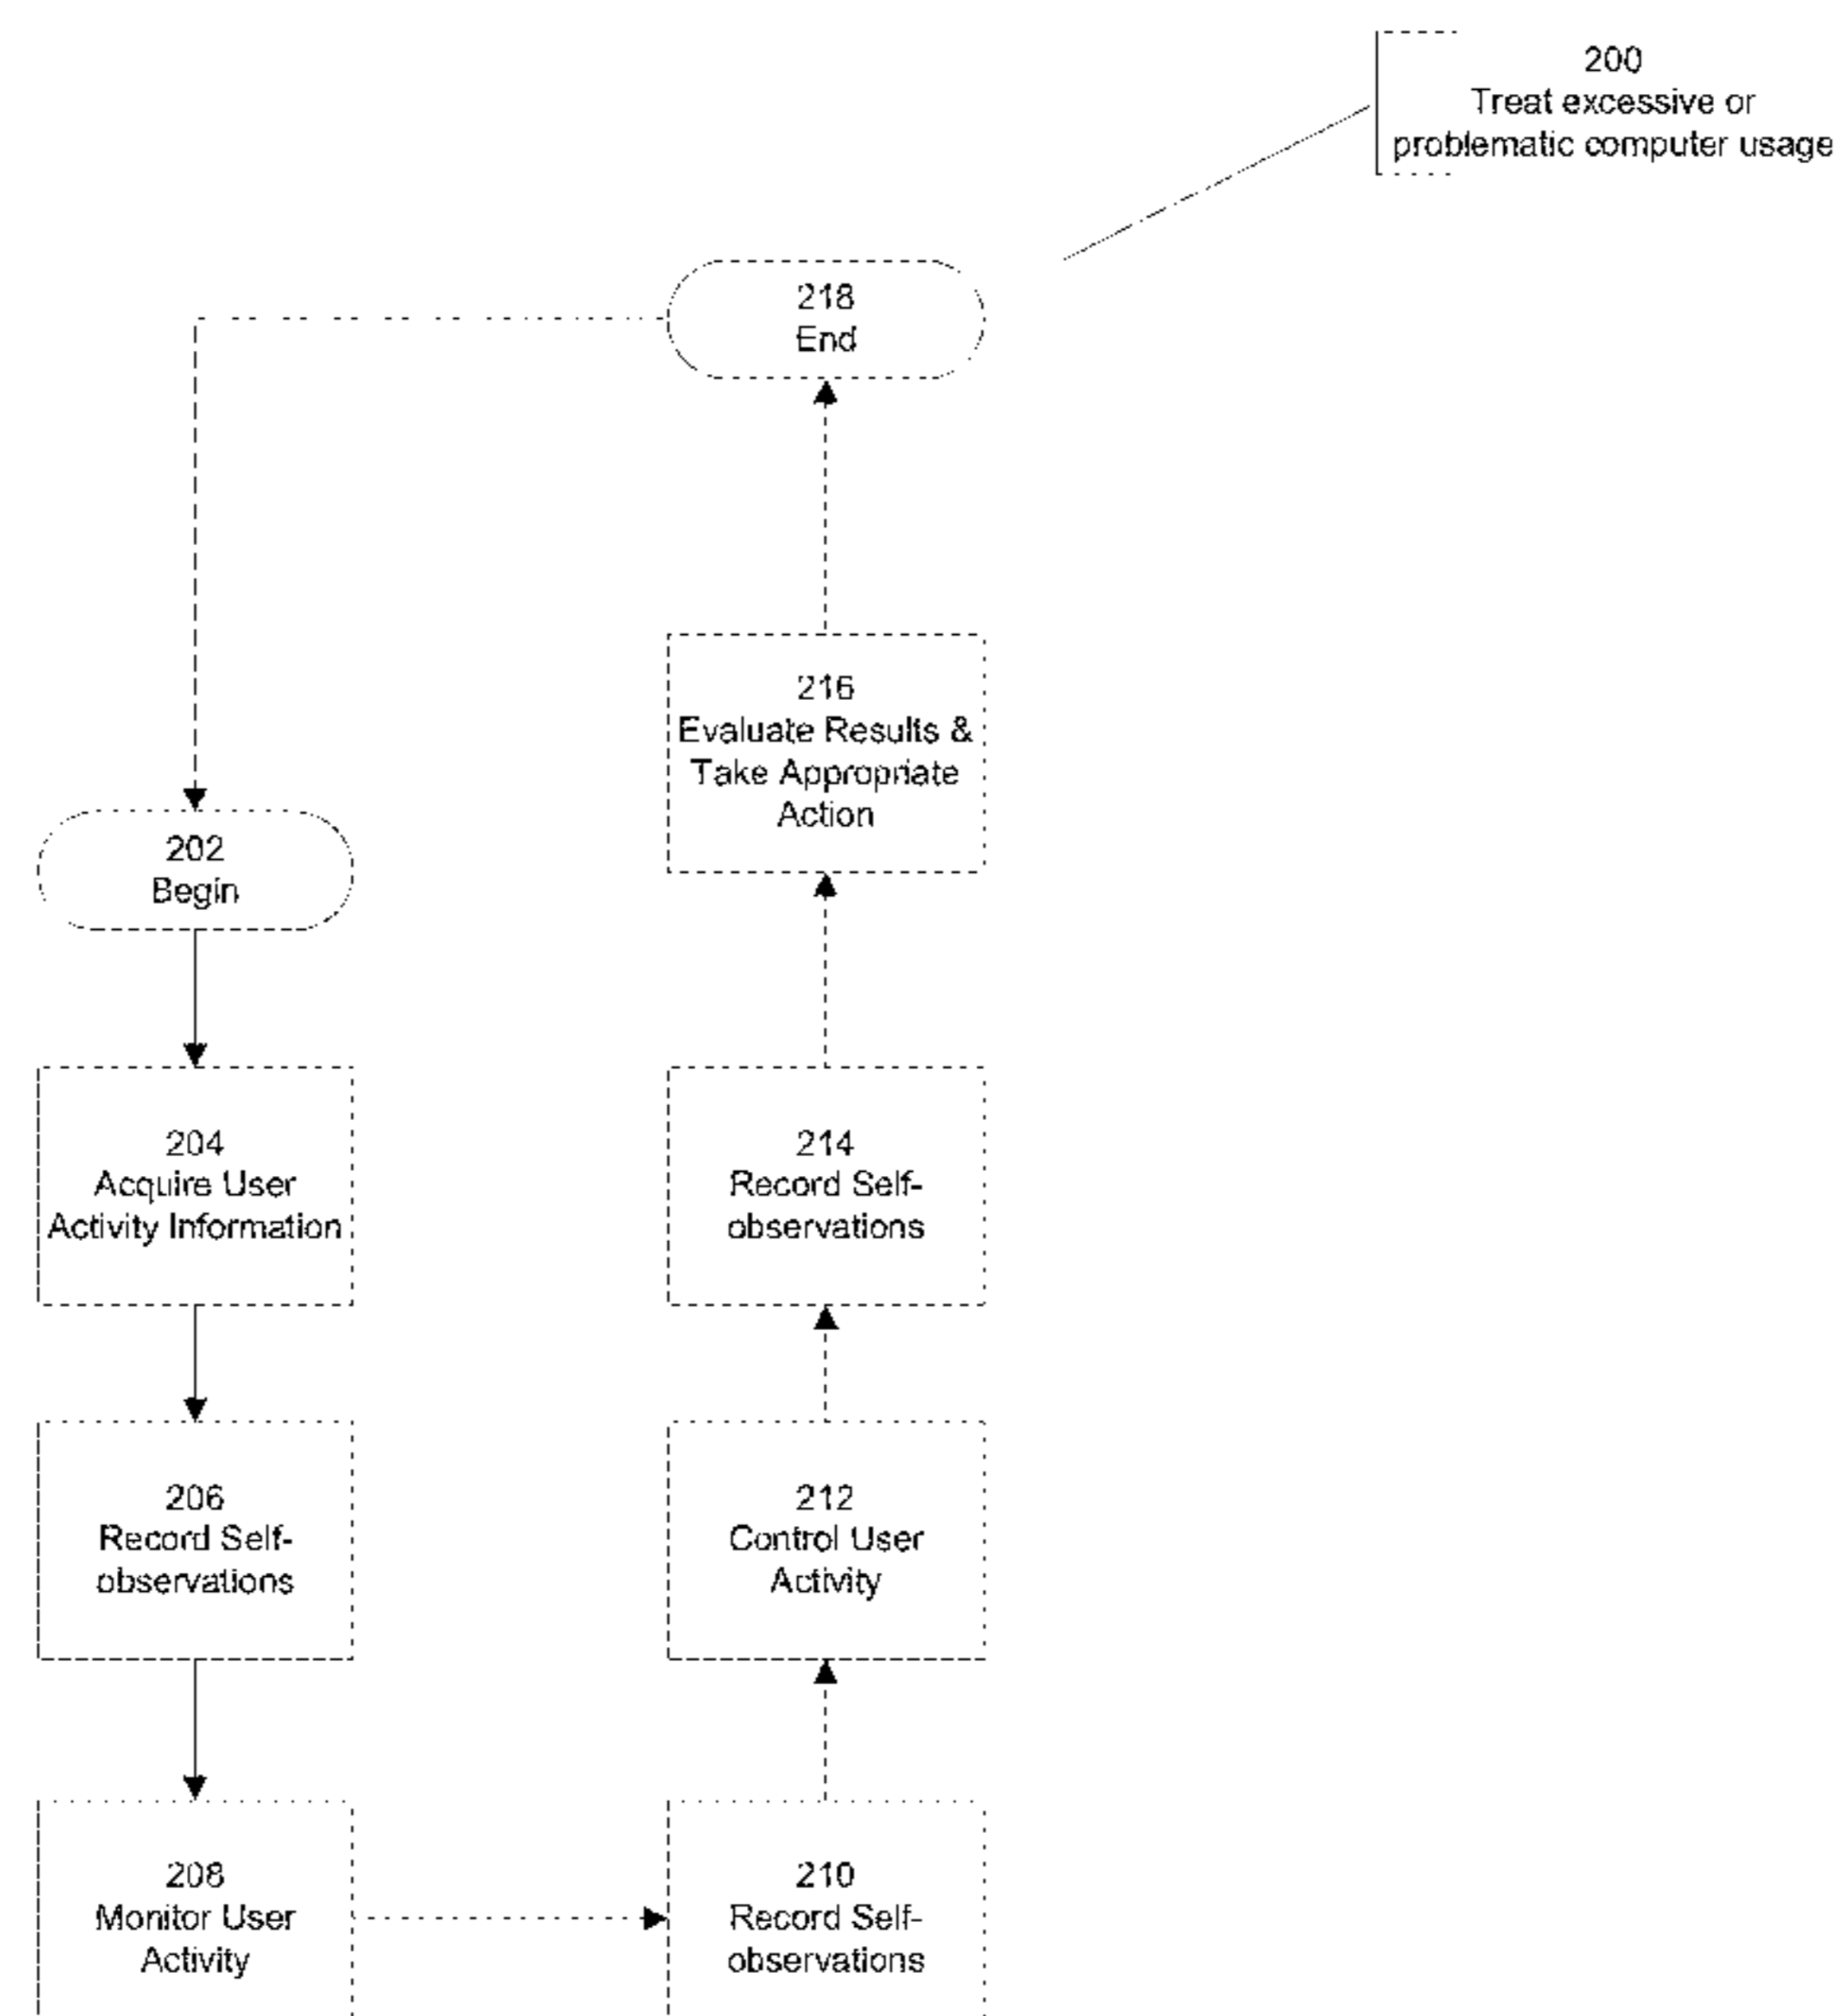 200
Treat excessive or
problematic computer usage
218
End
216
Evaluate Results &
Take Appropriate
Action
202
Begin
204
Acquire User
Activity Information
214
Record Self-
observations
206
Record Self-
observations
212
Control User
Activity
208
Monitor User
Activity
210
Record Self-
observations